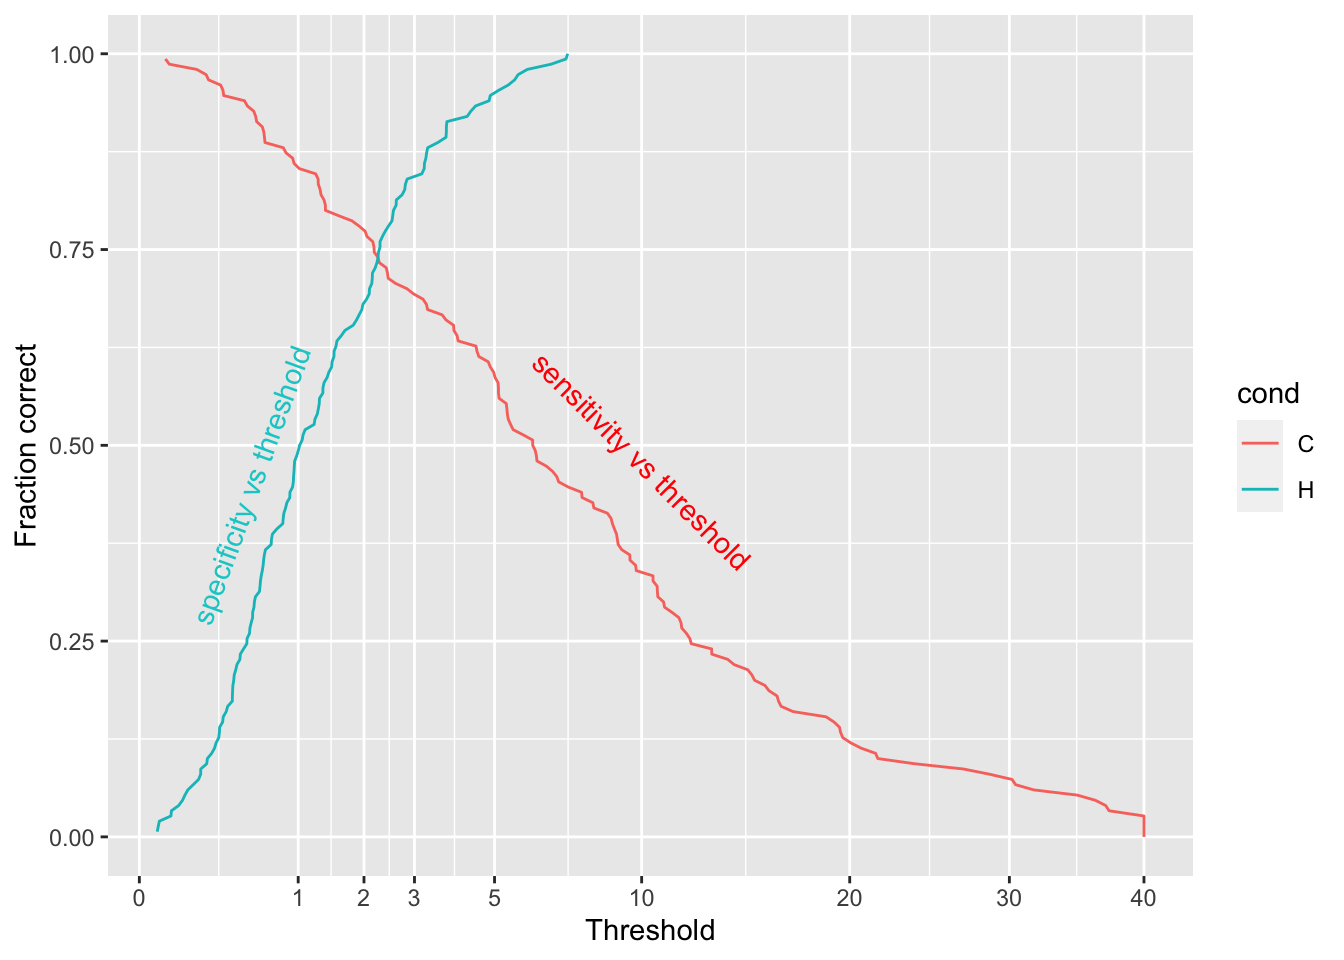 1.00
0.75
0.50
0.25
0.00
Fraction correct
specificity vs threshold
sensitivity vs threshold
0 1 2 3 5 10 20 30 40
Threshold
cond
C
H